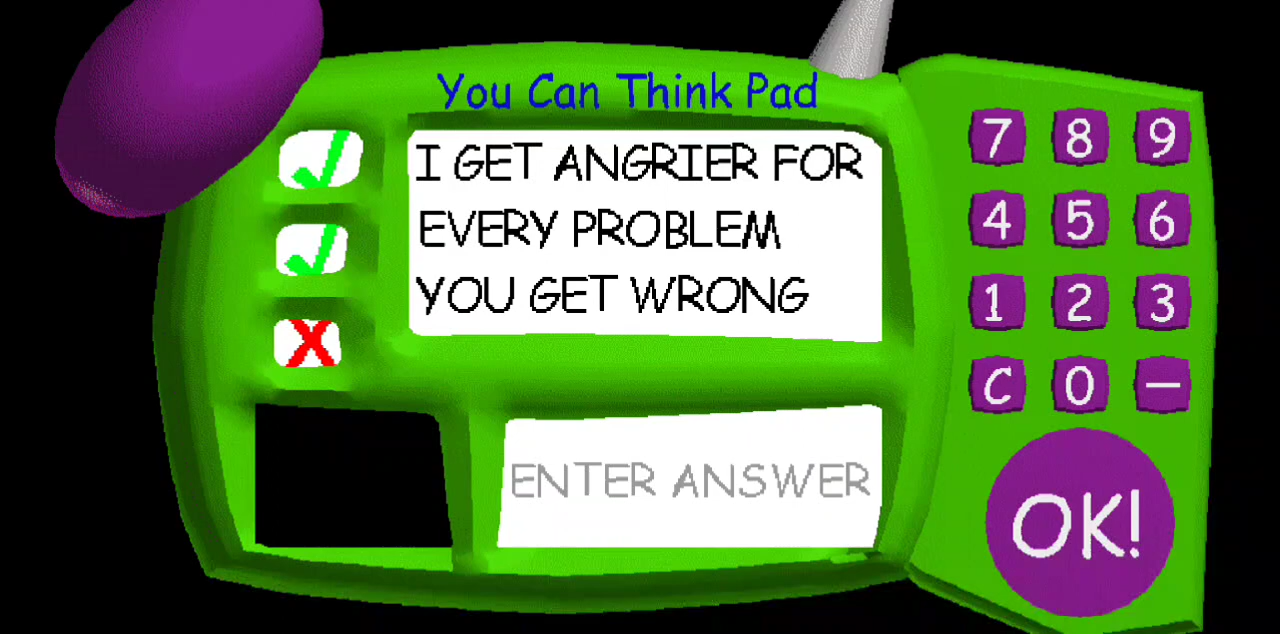 You Can Think Pad
I GET ANGRIER FOR
EVERY PROBLEM
YOU GET WRONG
X
ENTER ANSWER
7 8 9
4 5 6
1 2 3
C 0 –
OK!